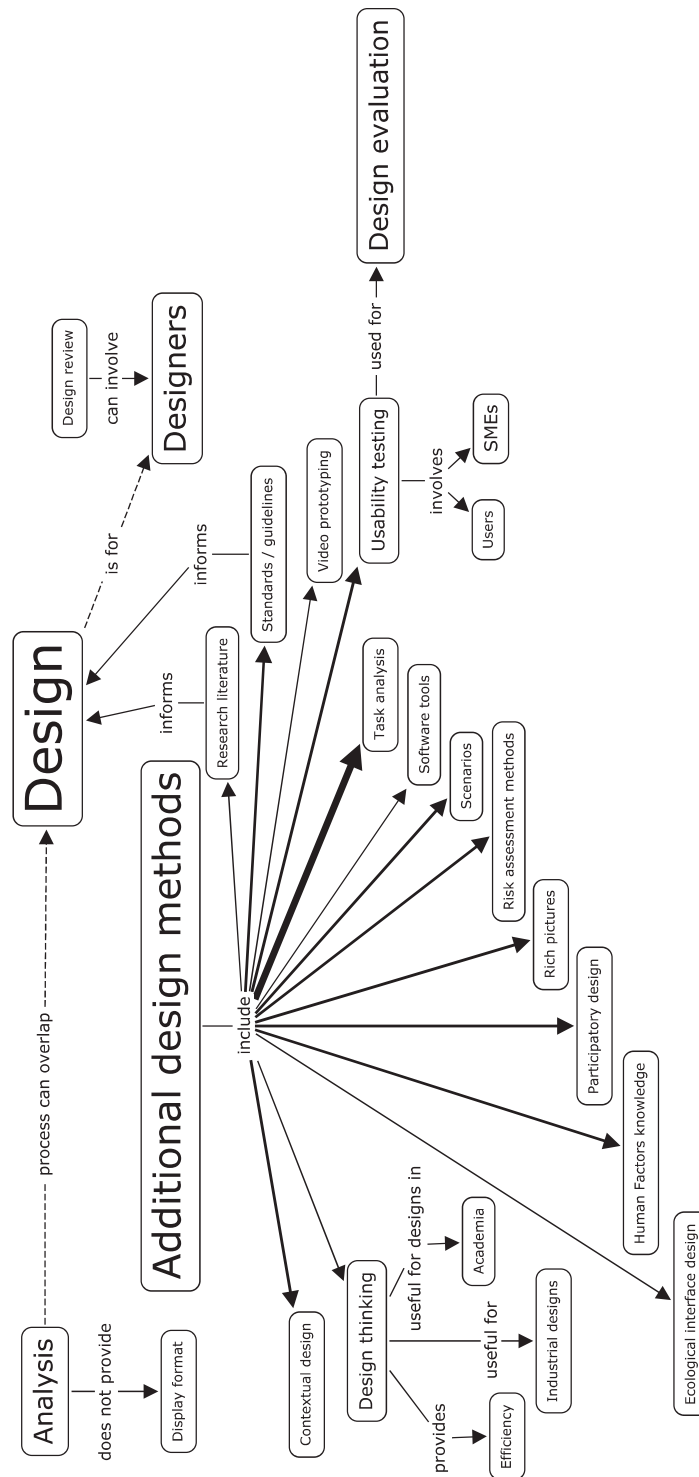 Analysis
process can overlap
Design
does not provide
Display format
is for
Design review
can involve
Designers
Additional design methods
include
informs
Research literature
informs
Standards / guidelines
Video prototyping
Usability testing
used for
Design evaluation
involves
Users
SMEs
Task analysis
Software tools
Scenarios
Risk assessment methods
Rich pictures
Participatory design
Human Factors knowledge
Ecological interface design
Contextual design
Design thinking
useful for designs in
Academia
useful for
Industrial designs
provides
Efficiency